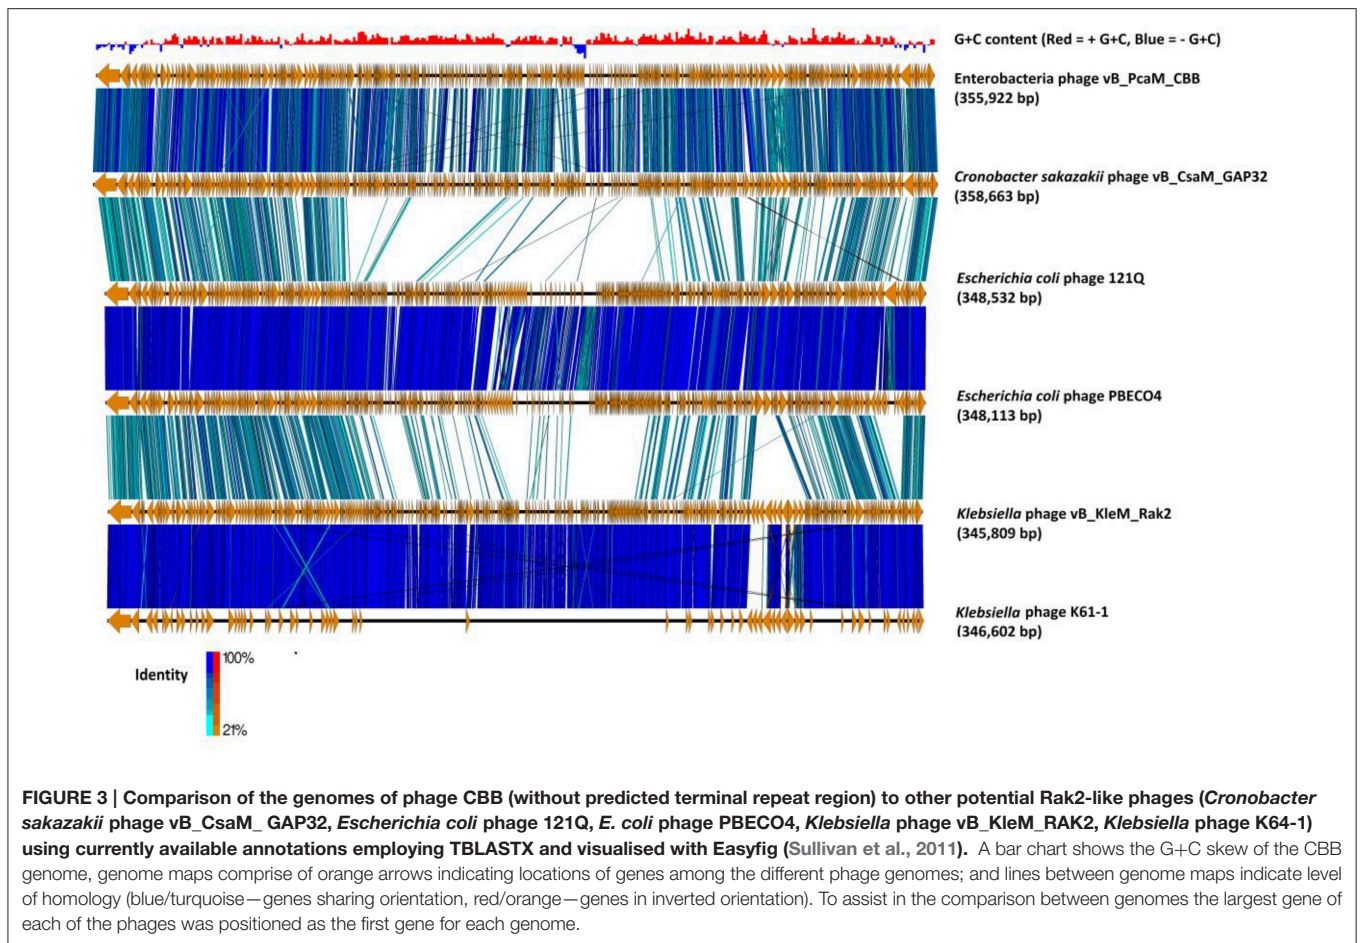 G+C content (Red = + G+C, Blue = - G+C)
Enterobacteria phage vB_PcaM_CBB
(355,922 bp)
Cronobacter sakazakii phage vB_CsaM_GAP32
(358,663 bp)
Escherichia coli phage 121Q
(348,532 bp)
Escherichia coli phage PBECO4
(348,113 bp)
Klebsiella phage vB_KleM_Rak2
(345,809 bp)
Klebsiella phage K61-1
(346,602 bp)
Identity
100%
21%
FIGURE 3 | Comparison of the genomes of phage CBB (without predicted terminal repeat region) to other potential Rak2-like phages (Cronobacter
sakazakii phage vB_CsaM_ GAP32, Escherichia coli phage 121Q, E. coli phage PBECO4, Klebsiella phage vB_KleM_RAK2, Klebsiella phage K64-1)
using currently available annotations employing TBLASTX and visualised with Easyfig (Sullivan et al., 2011). A bar chart shows the G+C skew of the CBB
genome, genome maps comprise of orange arrows indicating locations of genes among the different phage genomes; and lines between genome maps indicate level
of homology (blue/turquoise—genes sharing orientation, red/orange—genes in inverted orientation). To assist in the comparison between genomes the largest gene of
each of the phages was positioned as the first gene for each genome.